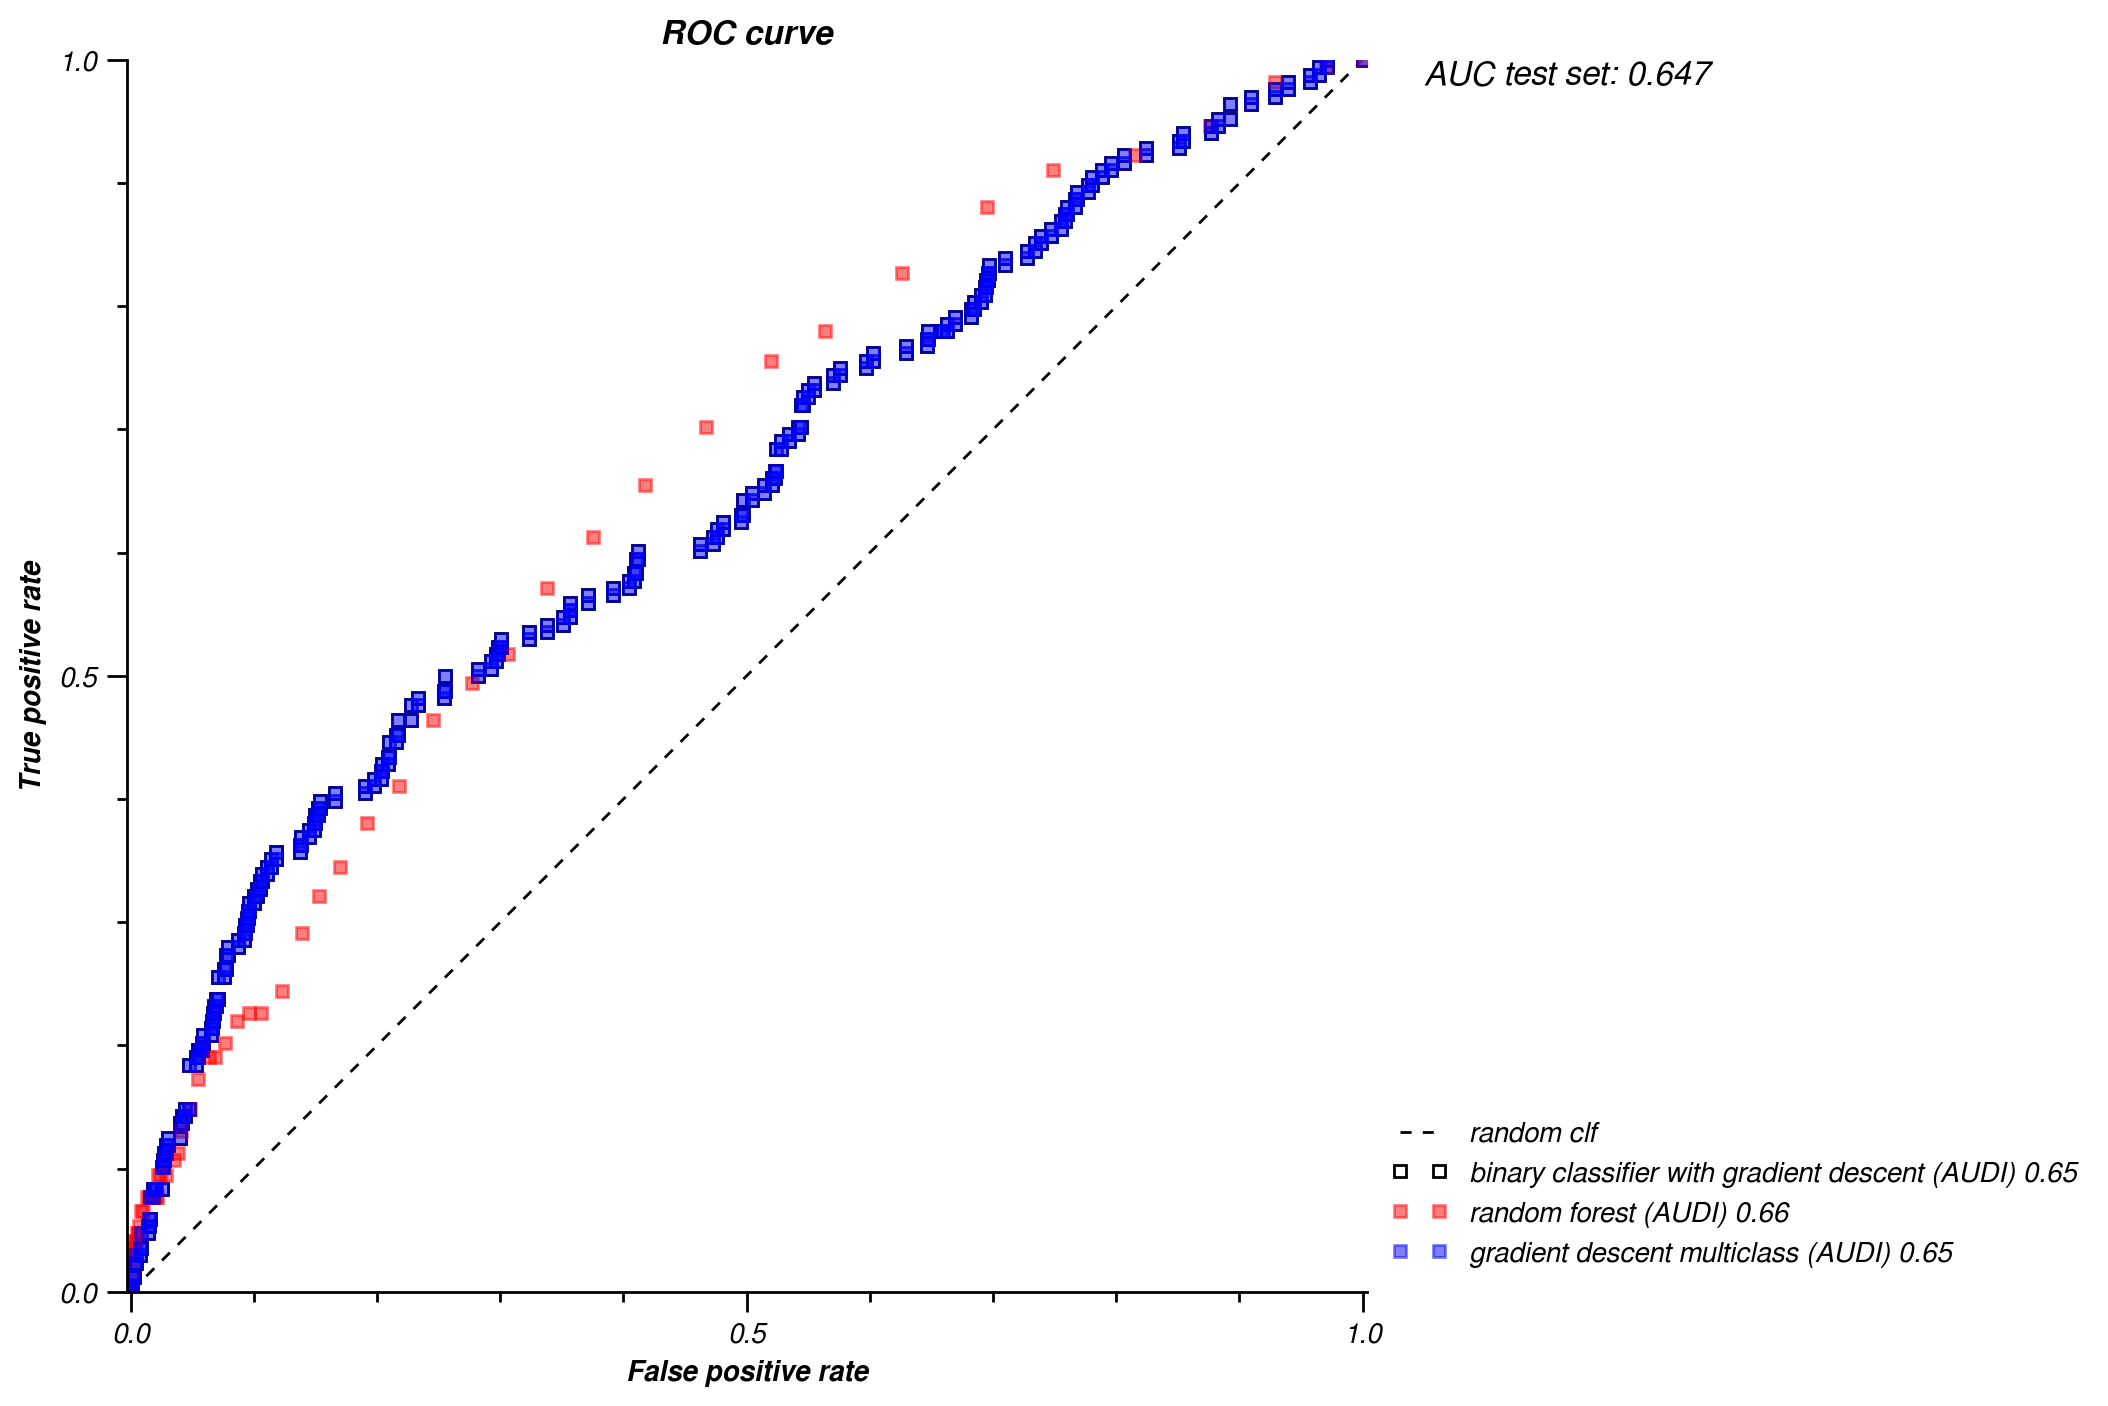 ROC curve
AUC test set: 0.647
1.0
0.5
0.0
True positive rate
0.0
0.5
1.0
False positive rate
random clf
binary classifier with gradient descent (AUDI) 0.65
random forest (AUDI) 0.66
gradient descent multiclass (AUDI) 0.65